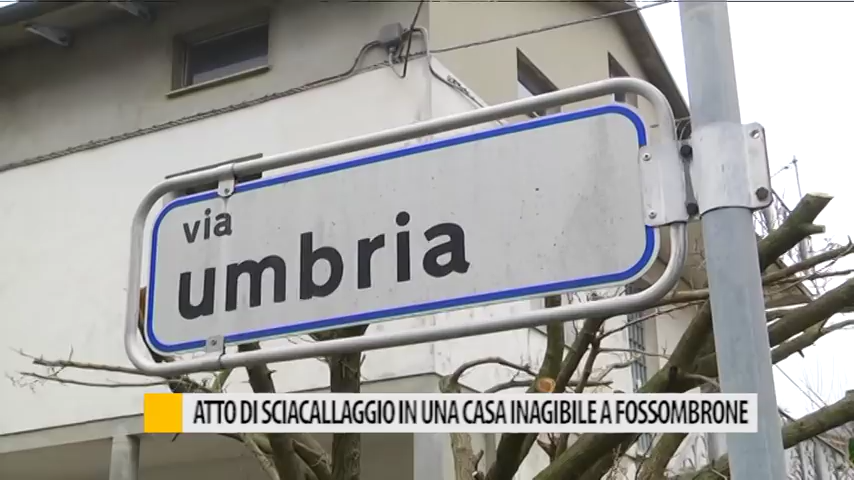 via
umbria
ATTO DI SCIACALLAGGIO IN UNA CASA INAGIBILE A FOSSOMBRONE